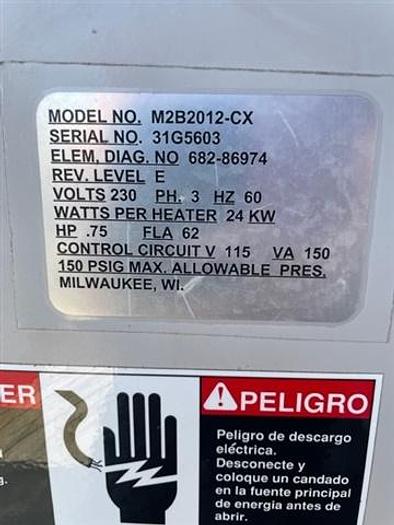 MODEL NO. M2B2012-CX
SERIAL NO. 31G5603
ELEM, DIAG. NO 682-86974
REV. LEVEL E
VOLTS 230 PH. 3 HZ 60
WATTS PER HEATER 24 KW
HP .75 FLA 62
CONTROL CIRCUIT V 115 VA 150
150 PSIG MAX. ALLOWABLE PRES.
MILWAUKEE, WI.
ER
PELIGRO
Peligro de descargo
eléctrica.
Desconecte y
coloque un candado
en la fuente principal
de energia antes de
abrir.
a.